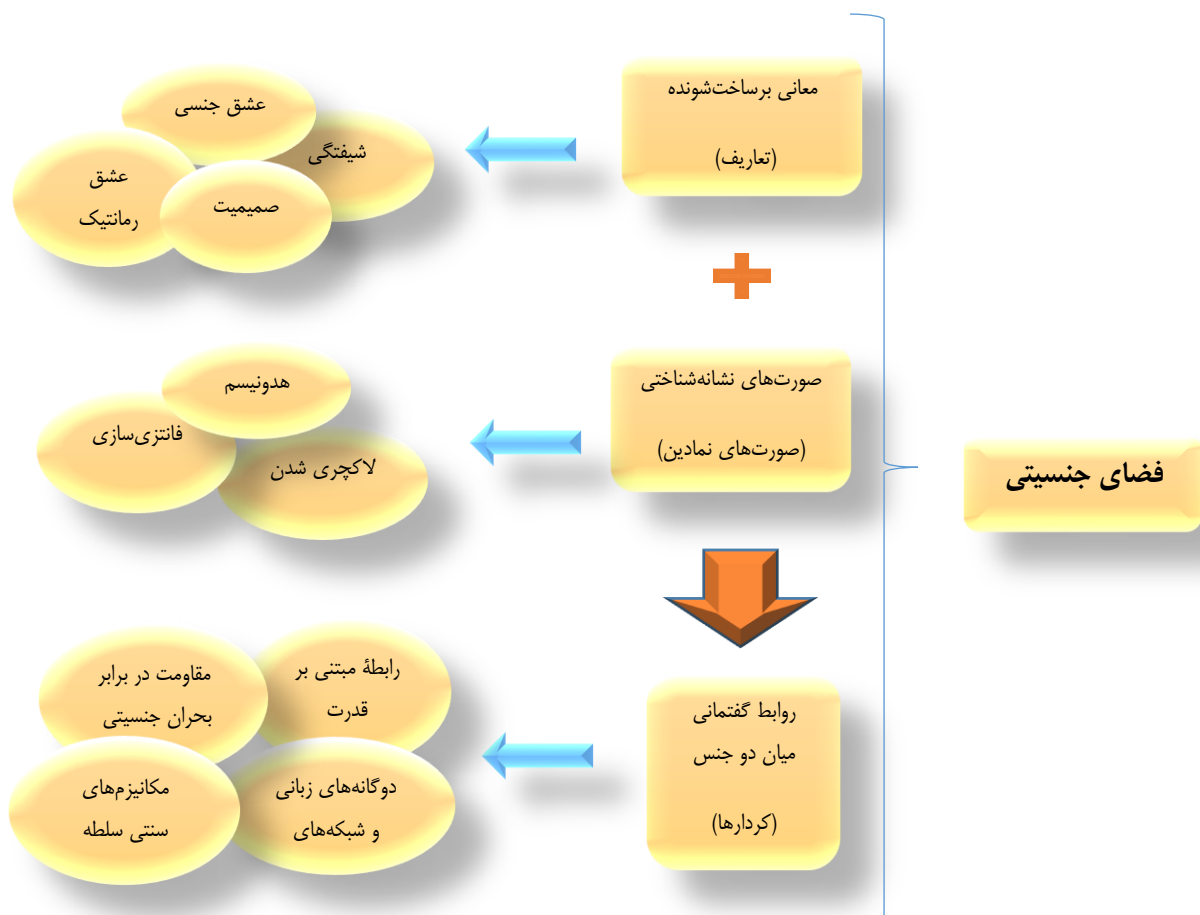 فضای جنسیتی
معانی برساخت‌شونده
(تعاریف)
عشق جنسی
شیفتگی
عشق
رمانتیک
صمیمیت
صورت‌های نشانه‌شناختی
(صورت‌های نمادین)
هدونیسم
فانتزی‌سازی
لاکچری شدن
روابط گفتمانی
میان دو جنس
(کردارها)
رابطۀ مبتنی بر
قدرت
مقاومت در برابر
بحران جنسیتی
دوگانه‌های زبانی
و شبکه‌های
مکانیزم‌های
سنتی سلطه